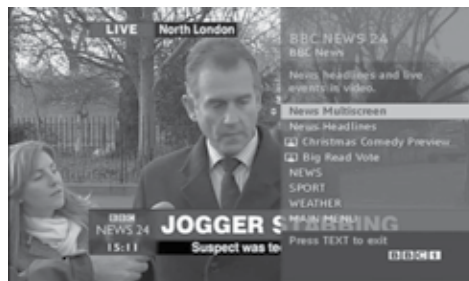 LIVE North London
BBC NEWS 24
BBC News
News headlines and live
events in video.
News Multiscreen
News Headlines
Christmas Comedy Preview
Big Read Vote
NEWS
SPORT
WEATHER
MAIN MENU
Press TEXT to exit
BBC 1
BBC
NEWS 24
15:11
JOGGER STABBING
Suspect was